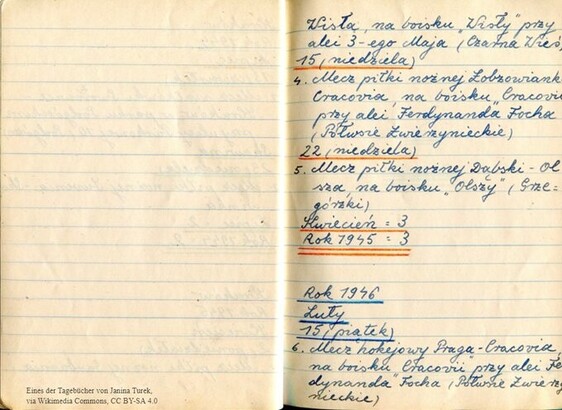 Wisła, na boisku „Wisły” przy
alei 3-ego Maja (Czarna Wieś)
15 (niedziela)
4. Mecz piłki nożnej Łobzowianka
Cracovia, na boisku „Cracovii”
przy alei Ferdynanda Focha
(Półwsie Zwierzynieckie)
22 (niedziela)
5. Mecz piłki nożnej Dąbski - Ol-
sza, na boisku „Olszy” (Grze-
górzki)
Kwiecień = 3
Rok 1945 = 3
Rok 1946
Luty
15 (piątek)
6. Mecz hokejowy Praga - Cracovia,
na boisku „Cracovii” przy alei Fer-
dynanda Focha (Półwsie Zwierzy-
nieckie)
Eines der Tagebücher von Janina Turek,
via Wikimedia Commons, CC BY-SA 4.0